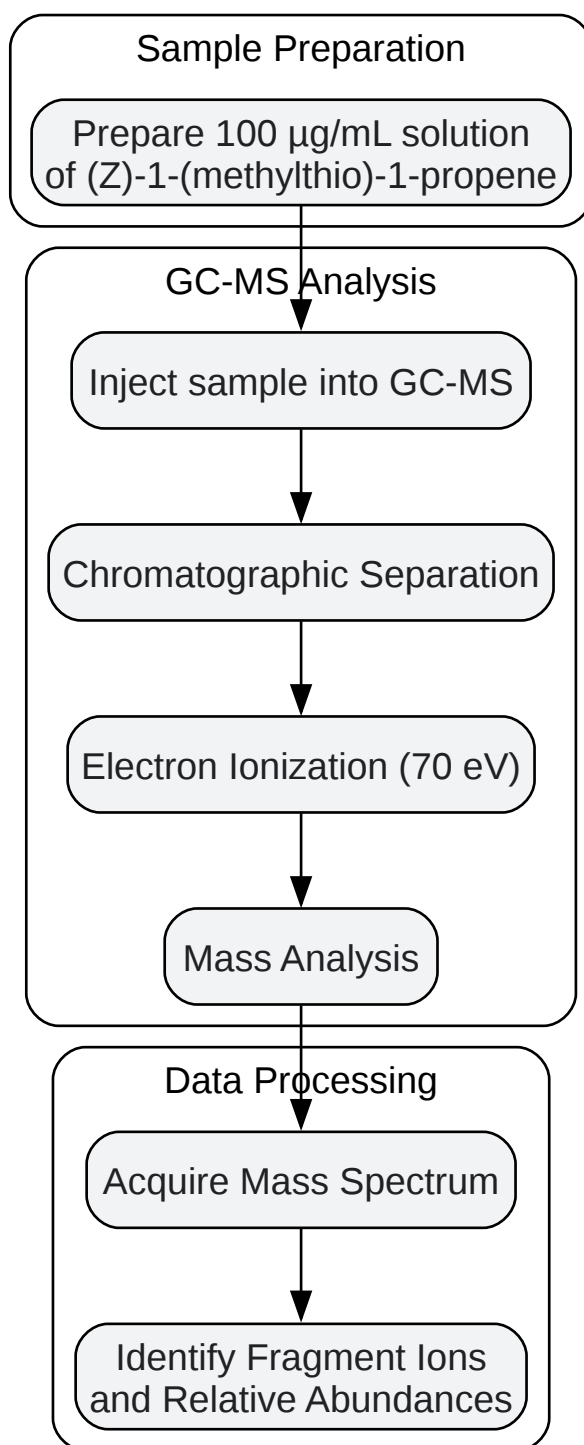 Sample Preparation
Prepare 100 µg/mL solution
of (Z)-1-(methylthio)-1-propene
GC-MS Analysis
Inject sample into GC-MS
Chromatographic Separation
Electron Ionization (70 eV)
Mass Analysis
Data Processing
Acquire Mass Spectrum
Identify Fragment Ions
and Relative Abundances